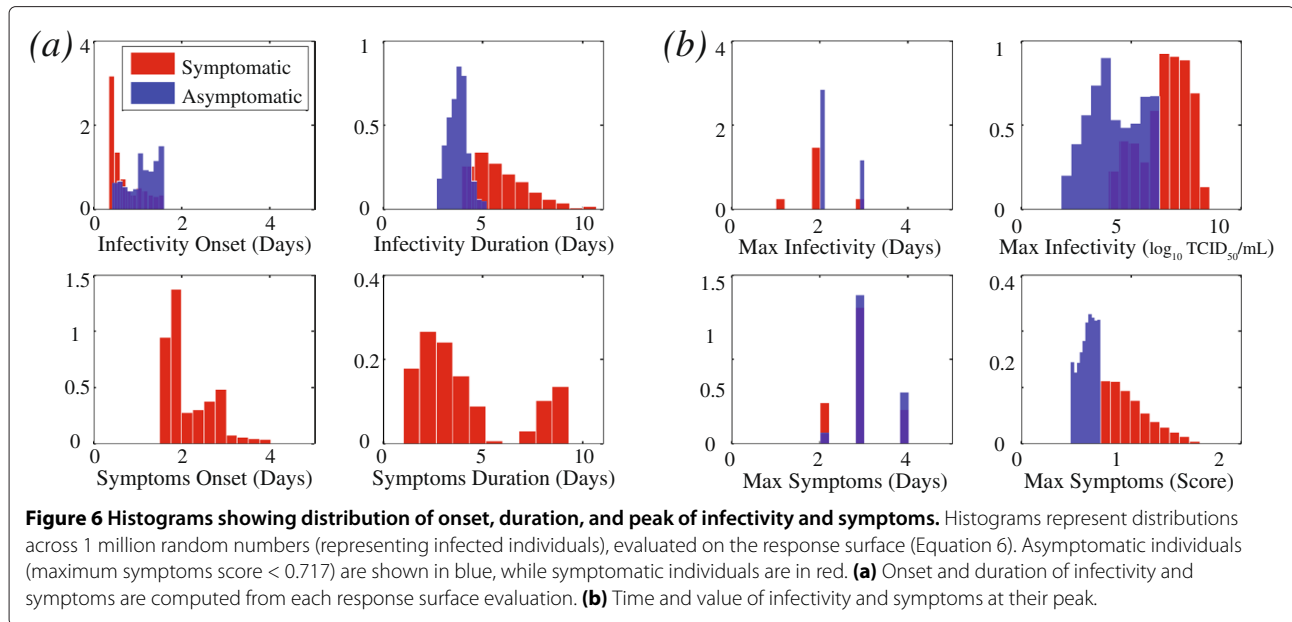 (a)
4
2
0
0 2 4
Infectivity Onset (Days)
Symptomatic
Asymptomatic
1
0.5
0
0 5 10
Infectivity Duration (Days)
1.5
1
0.5
0
0 2 4
Symptoms Onset (Days)
0.4
0.2
0
0 5 10
Symptoms Duration (Days)
(b)
4
2
0
0 2 4
Max Infectivity (Days)
1
0.5
0
0 5 10
Max Infectivity (log10 TCID50/mL)
1.5
1
0.5
0
0 2 4
Max Symptoms (Days)
0.4
0.2
0
0 1 2
Max Symptoms (Score)
Figure 6 Histograms showing distribution of onset, duration, and peak of infectivity and symptoms. Histograms represent distributions
across 1 million random numbers (representing infected individuals), evaluated on the response surface (Equation 6). Asymptomatic individuals
(maximum symptoms score < 0.717) are shown in blue, while symptomatic individuals are in red. (a) Onset and duration of infectivity and
symptoms are computed from each response surface evaluation. (b) Time and value of infectivity and symptoms at their peak.